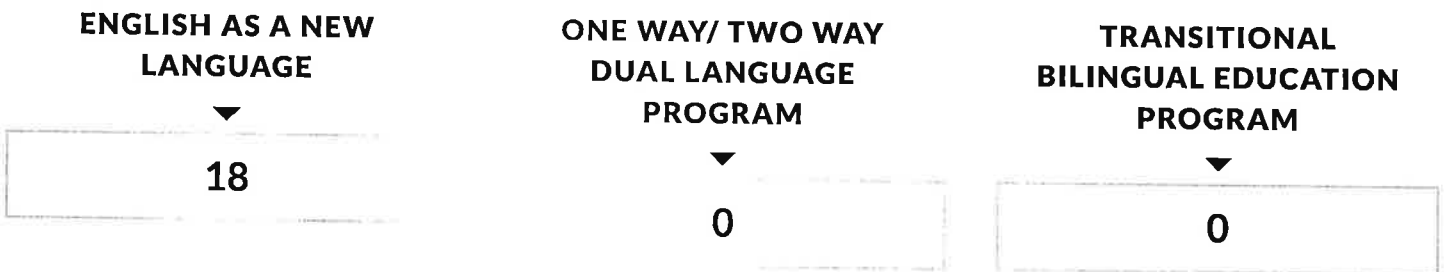 ENGLISH AS A NEW
LANGUAGE
18
ONE WAY/ TWO WAY
DUAL LANGUAGE
PROGRAM
0
TRANSITIONAL
BILINGUAL EDUCATION
PROGRAM
0